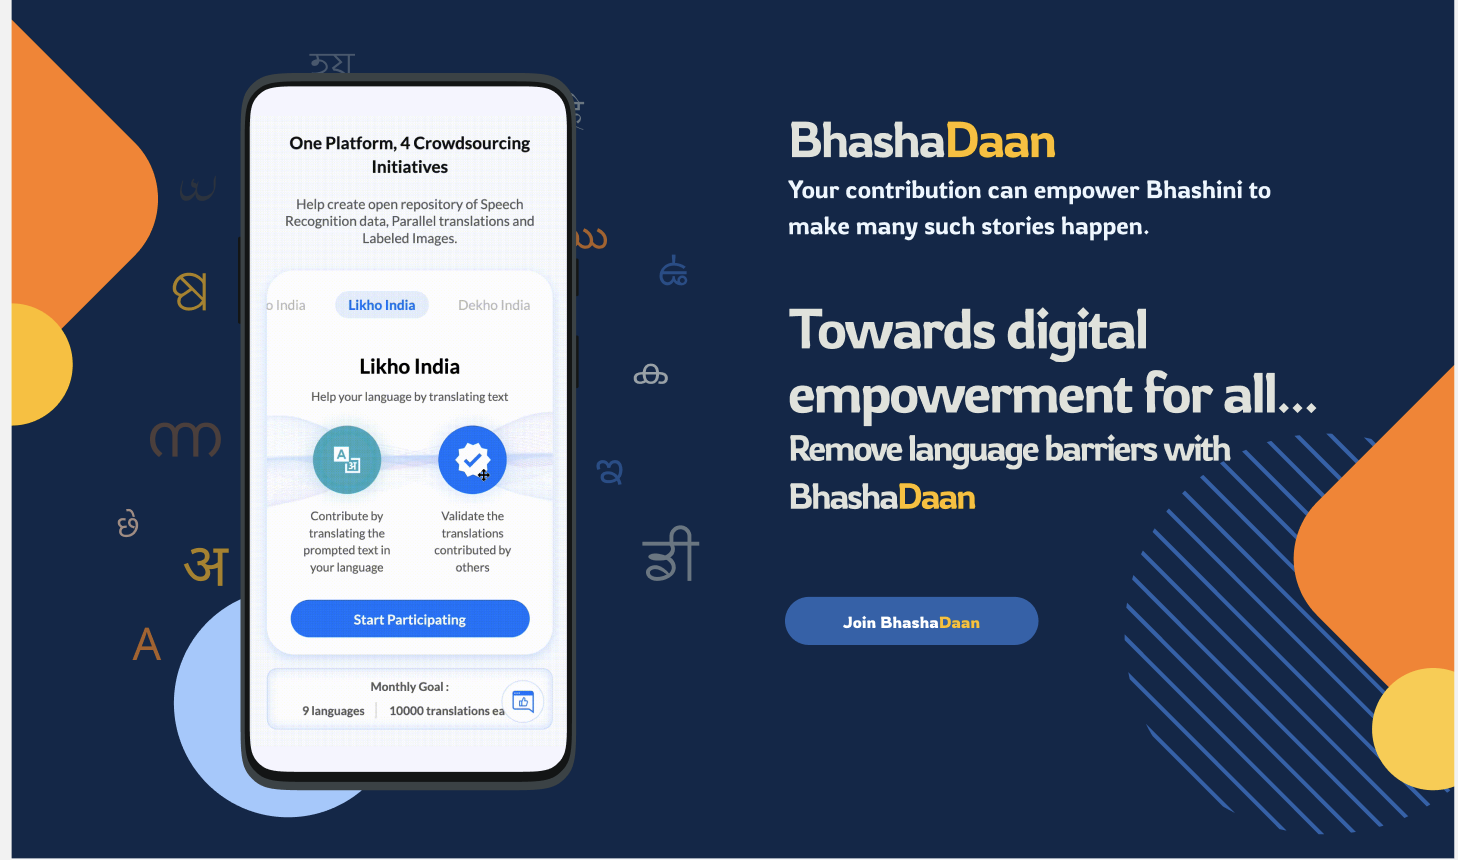 One Platform, 4 Crowdsourcing
Initiatives
Help create open repository of Speech
Recognition data, Parallel translations and
Labeled Images.
o India
Likho India
Dekho India
Likho India
Help your language by translating text
A
अ
Contribute by
translating the
prompted text in
your language
Validate the
translations
contributed by
others
Start Participating
Monthly Goal :
9 languages
10000 translations ea
BhashaDaan
Your contribution can empower Bhashini to
make many such stories happen.
Towards digital
empowerment for all...
Remove language barriers with
BhashaDaan
Join BhashaDaan
ക
അ
A